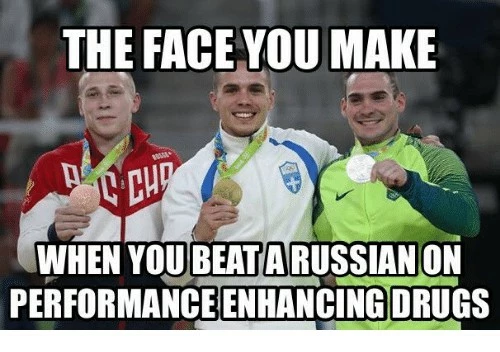 THE FACE YOU MAKE
WHEN YOU BEAT A RUSSIAN ON
PERFORMANCE ENHANCING DRUGS